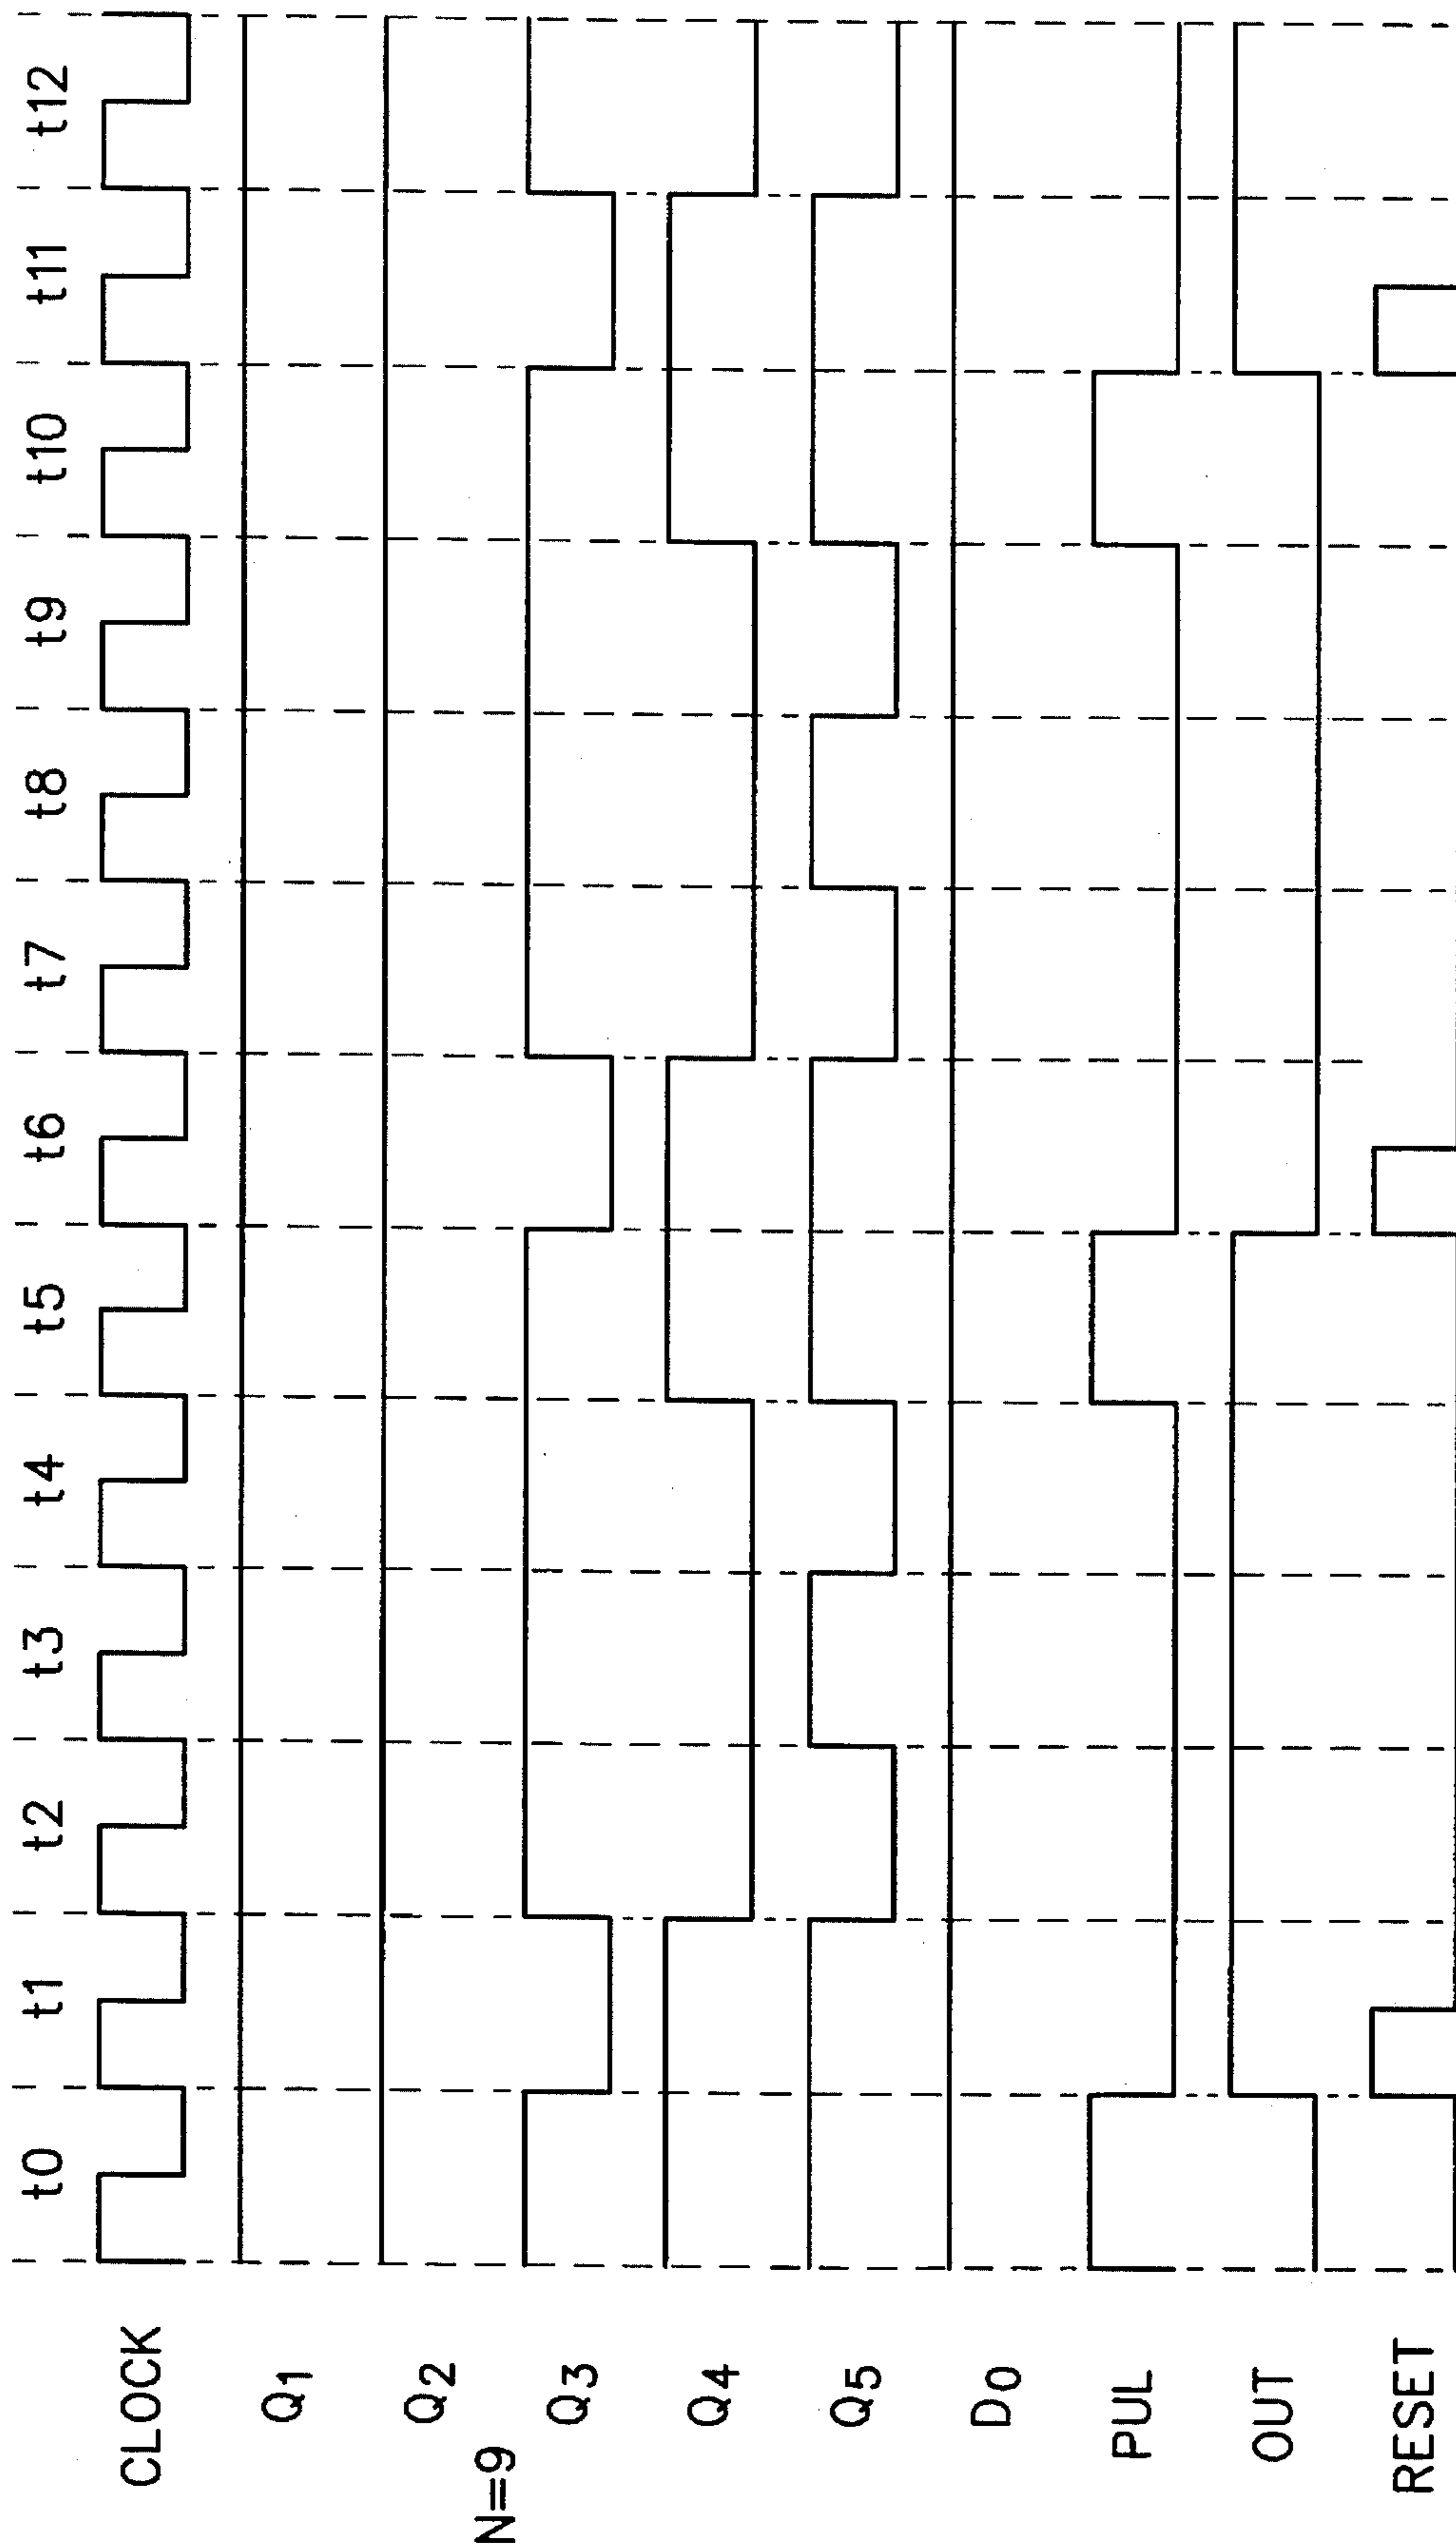 t0 t1 t2 t3 t4 t5 t6 t7 t8 t9 t10 t11 t12
CLOCK
Q1
Q2
N=9
Q3
Q4
Q5
D0
PUL
OUT
RESET